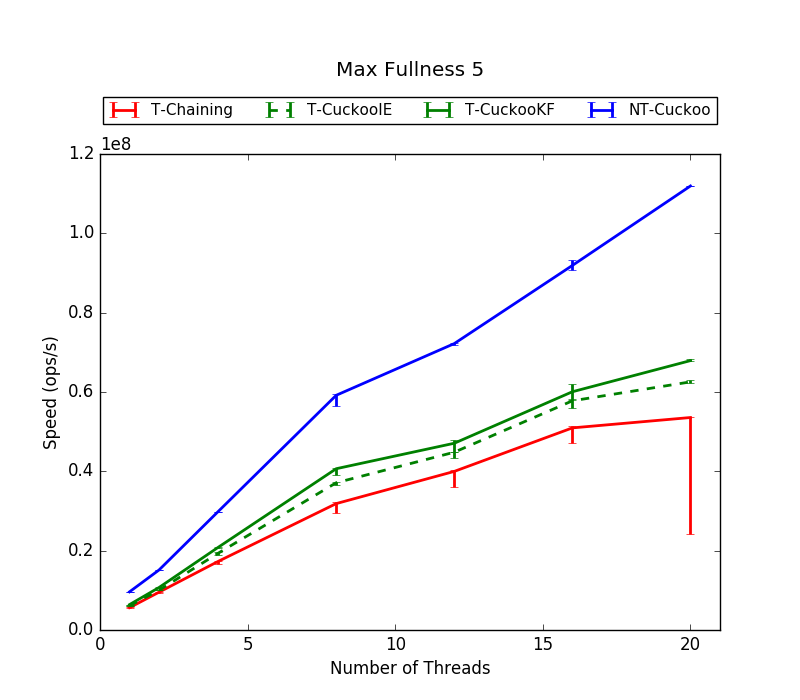 Max Fullness 5
T-Chaining T-CuckooIE T-CuckooKF NT-Cuckoo
1e8
1.2
1.0
0.8
0.6
0.4
0.2
0.0
Speed (ops/s)
0 5 10 15 20
Number of Threads